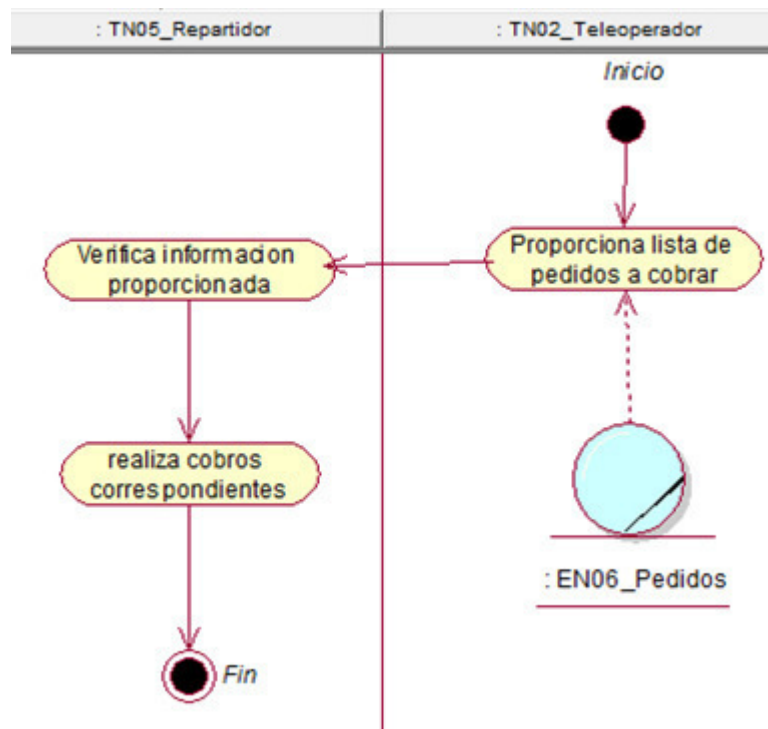 : TN05_Repartidor
: TN02_Teleoperador
Inicio
Proporciona lista de
pedidos a cobrar
Verifica informacion
proporcionada
realiza cobros
correspondientes
: EN06_Pedidos
Fin